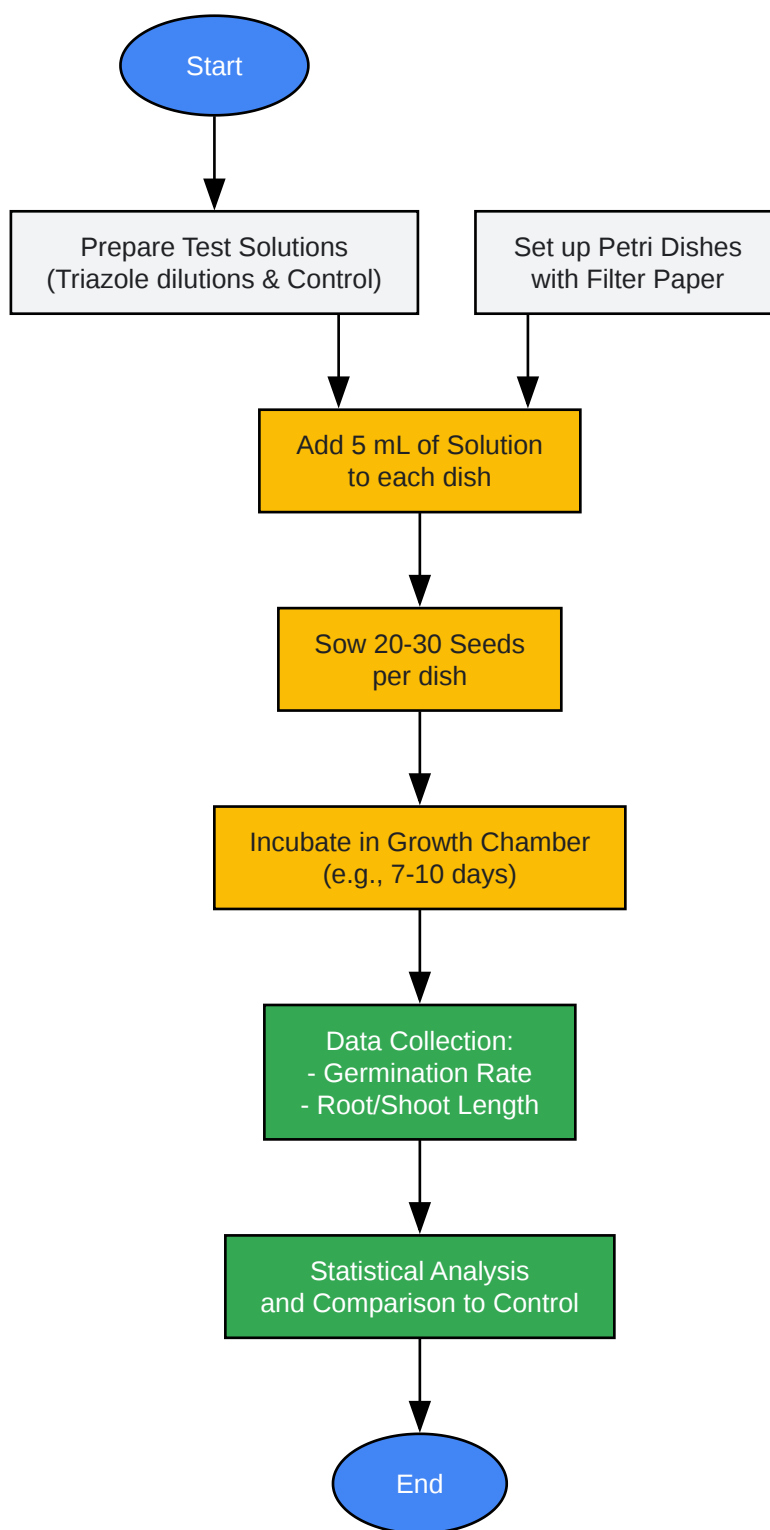 Start
Prepare Test Solutions
(Triazole dilutions & Control)
Set up Petri Dishes
with Filter Paper
Add 5 mL of Solution
to each dish
Sow 20-30 Seeds
per dish
Incubate in Growth Chamber
(e.g., 7-10 days)
Data Collection:
- Germination Rate
- Root/Shoot Length
Statistical Analysis
and Comparison to Control
End